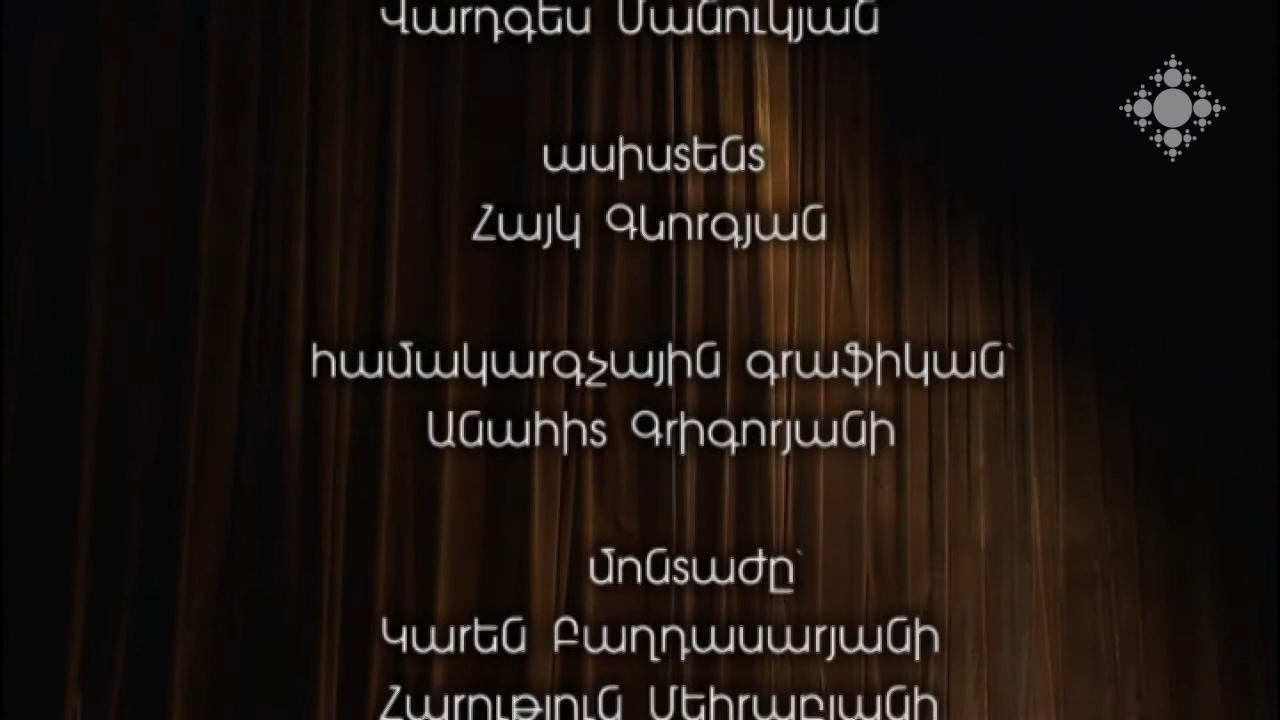 Վարդգես Մանուկյան
ասիստենտ
Հայկ Գևորգյան
համակարգչային գրաֆիկան՝
Անահիտ Գրիգորյանի
մոնտաժը՝
Կարեն Բաղդասարյանի
Հարություն Մեհրաբյանի